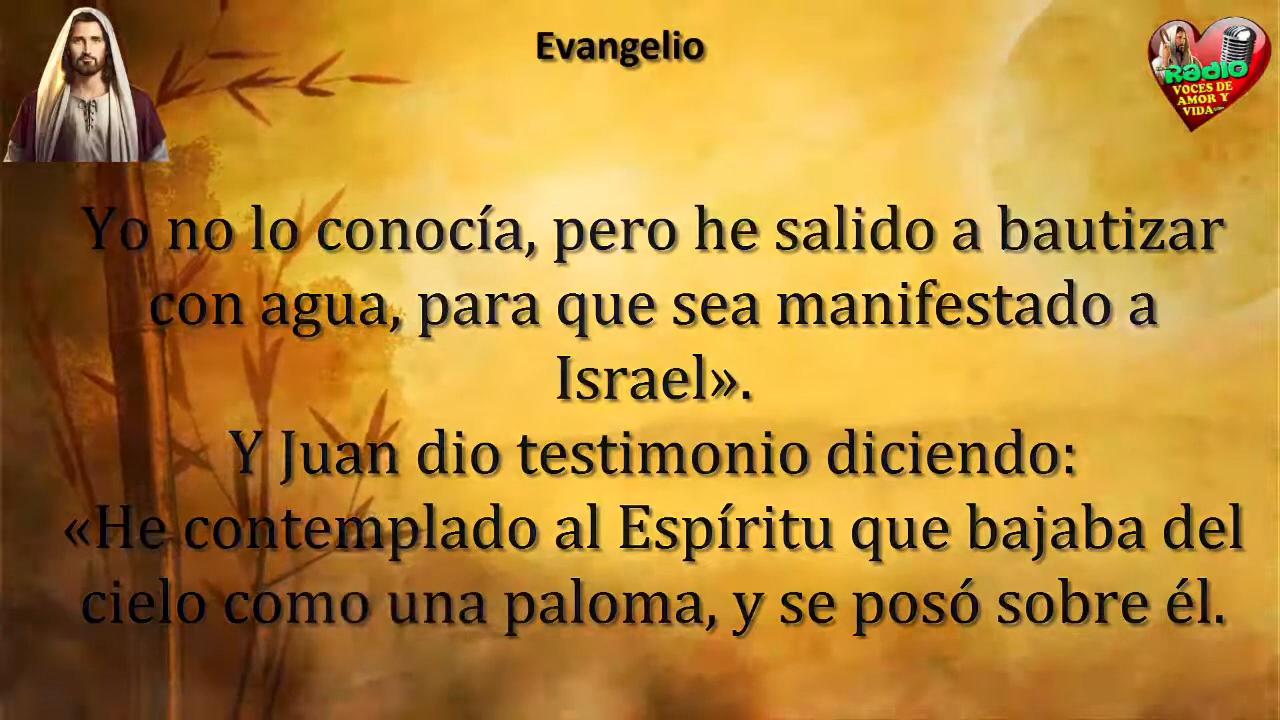 Evangelio
Radio
VOCES DE
AMOR Y
VIDA
Yo no lo conocía, pero he salido a bautizar
con agua, para que sea manifestado a
Israel».
Y Juan dio testimonio diciendo:
«He contemplado al Espíritu que bajaba del
cielo como una paloma, y se posó sobre él.